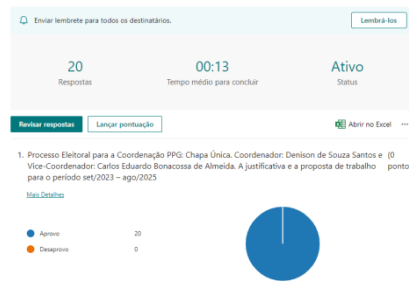 Enviar lembrete para todos os destinatários.
Lembrá-los
20
00:13
Ativo
Respostas
Tempo médio para concluir
Status
Revisar respostas
Lançar pontuação
Abrir no Excel ...
1. Processo Eleitoral para a Coordenação PPG: Chapa Única. Coordenador: Denison de Souza Santos e (0
Vice-Coordenador: Carlos Eduardo Bonacossa de Almeida. A justificativa e a proposta de trabalho ponto
para o período set/2023 – ago/2025
Mais Detalhes
Aprovo 20
Desaprovo 0